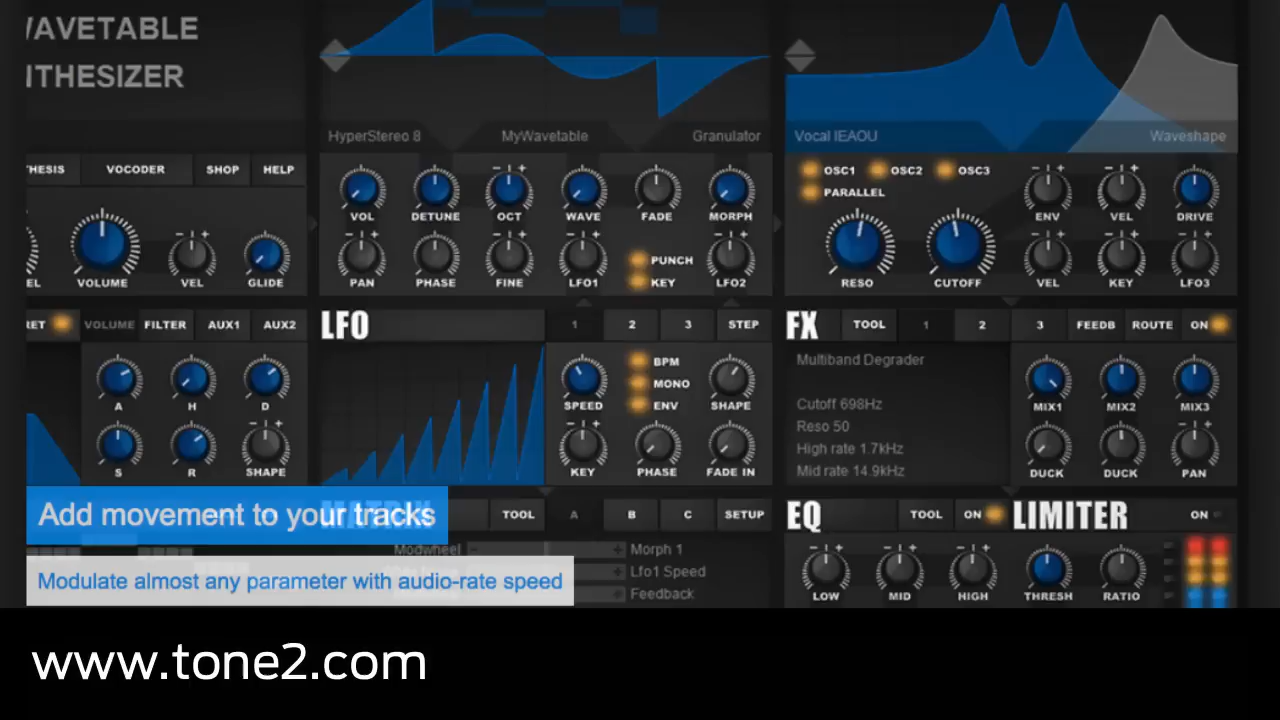 WAVETABLE
NTHESIZER
HyperStereo 8 MyWavetable Granulator
Vocal IEAOU Waveshape
THESIS VOCODER SHOP HELP
VOL DETUNE OCT WAVE FADE MORPH
OSC1 OSC2 OSC3
PARALLEL
ENV VEL DRIVE
EL VOLUME VEL GLIDE
PAN PHASE FINE LFO1 PUNCH KEY LFO2
RESO CUTOFF VEL KEY LFO3
RET VOLUME FILTER AUX1 AUX2
LFO 1 2 3 STEP
FX TOOL 1 2 3 FEEDB ROUTE ON
A H D
S R SHAPE
SPEED BPM MONO ENV SHAPE
KEY PHASE FADE IN
Multiband Degrader
Cutoff 698Hz
Reso 50
High rate 1.7kHz
Mid rate 14.9kHz
MIX1 MIX2 MIX3
DUCK DUCK PAN
Add movement to your tracks
MATRIX TOOL A B C SETUP
EQ TOOL ON LIMITER ON
Modwheel Morph 1
Lfo1 Speed
Feedback
LOW MID HIGH THRESH RATIO
Modulate almost any parameter with audio-rate speed
www.tone2.com